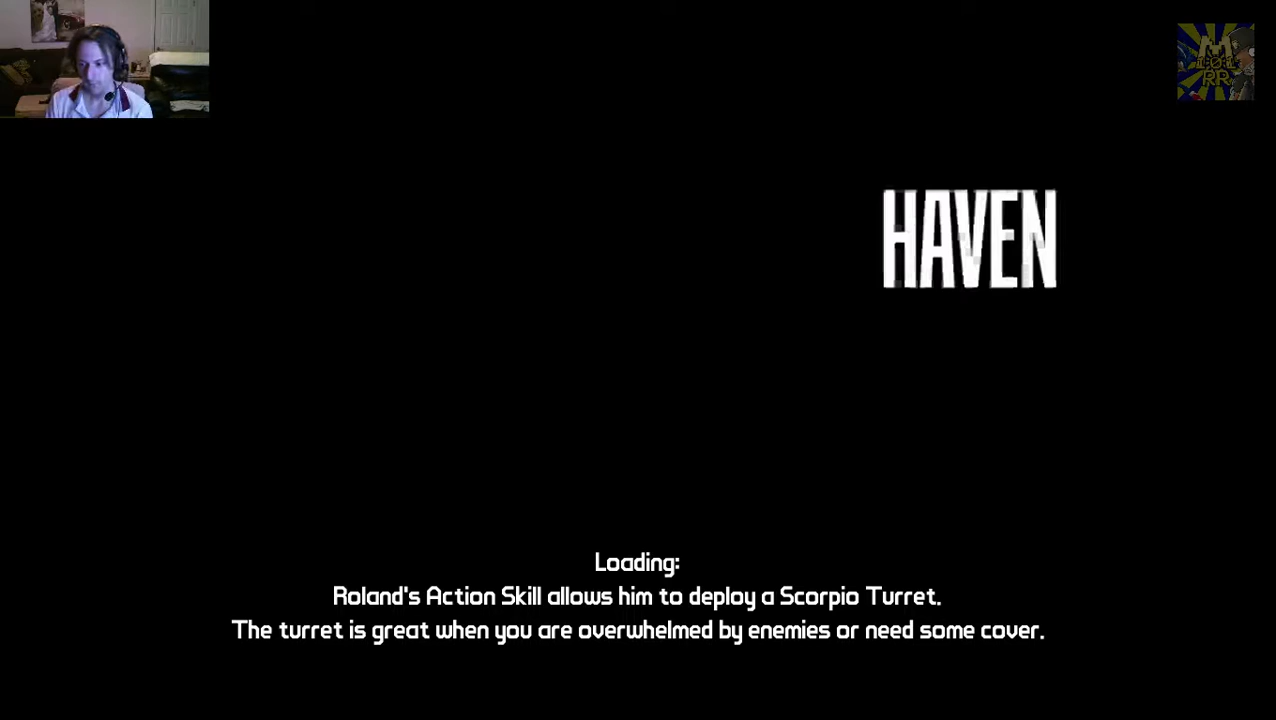 HAVEN
Loading:
Roland's Action Skill allows him to deploy a Scorpio Turret.
The turret is great when you are overwhelmed by enemies or need some cover.